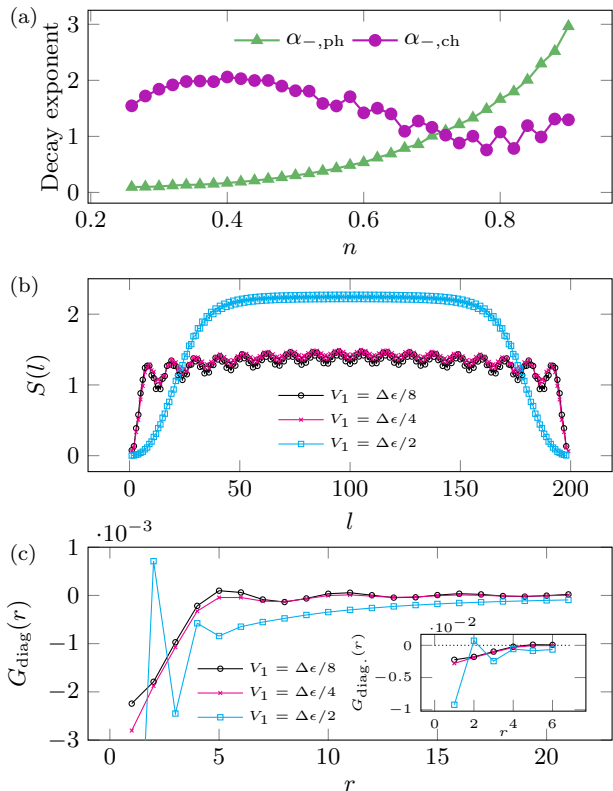 (a)
3
2
1
0
Decay exponent
α−,ph
α−,ch
0.2
0.4
0.6
0.8
n
(b)
2
1
0
S(l)
V1 = Δϵ/8
V1 = Δϵ/4
V1 = Δϵ/2
0
50
100
150
200
l
·10−3
(c)
1
0
−1
−2
−3
Gdiag(r)
V1 = Δϵ/8
V1 = Δϵ/4
V1 = Δϵ/2
·10−2
0
−0.5
−1
Gdiag.(r)
0
2
4
6
r
0
5
10
15
20
r